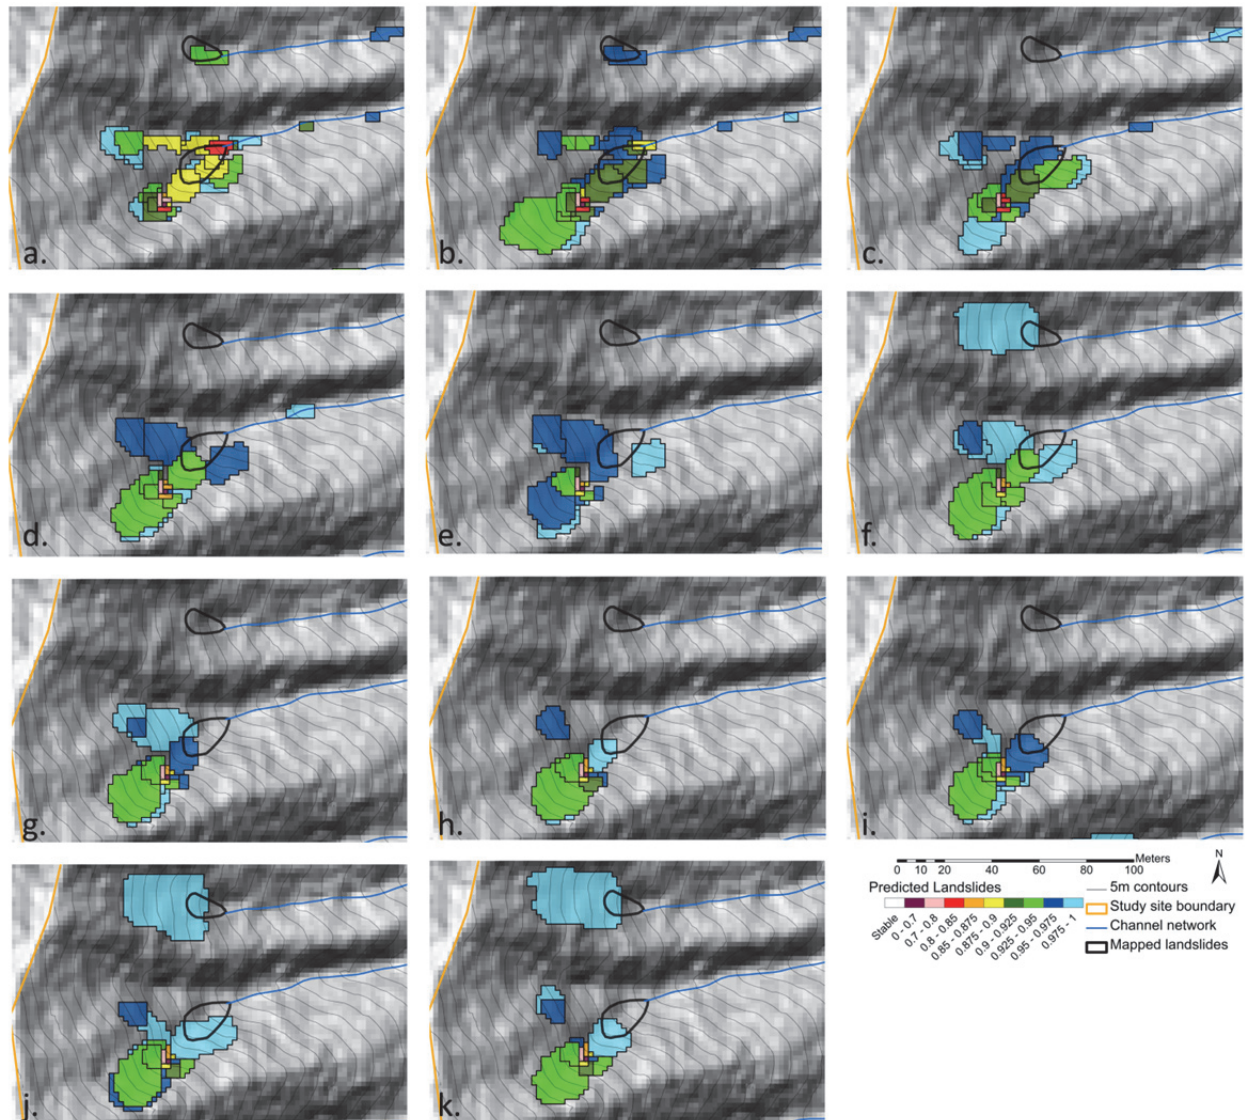 a.
b.
c.
d.
e.
f.
g.
h.
i.
j.
k.
Meters
0 10 20 40 60 80 100
N
Predicted Landslides
Stable
0 - 0.7
0.7 - 0.8
0.8 - 0.85
0.85 - 0.875
0.875 - 0.9
0.9 - 0.925
0.925 - 0.95
0.95 - 0.975
0.975 - 1
5m contours
Study site boundary
Channel network
Mapped landslides